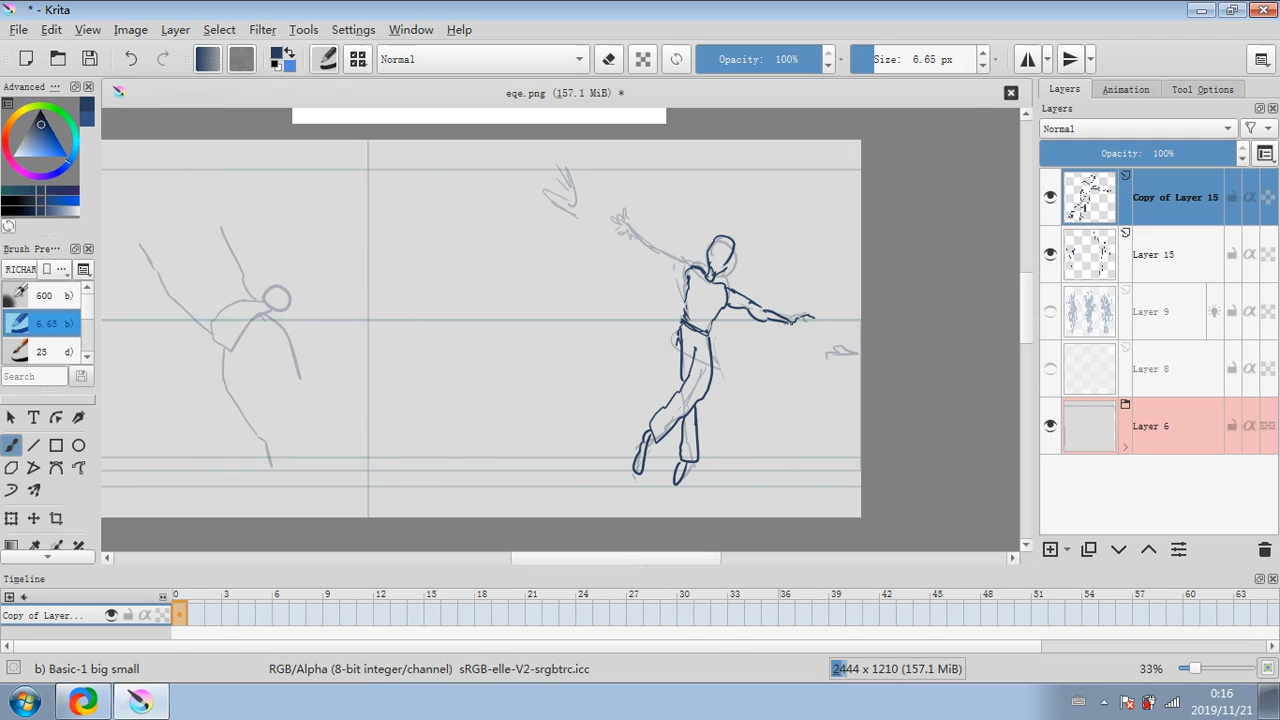 * - Krita
File Edit View Image Layer Select Filter Tools Settings Window Help
Normal
Opacity: 100%
Size: 6.65 px
Advanced ...
eqe.png (157.1 MiB) *
Layers Animation Tool Options
Layers
Normal
Opacity: 100%
Copy of Layer 15
Layer 15
Layer 9
Layer 8
Layer 6
Brush Pre...
RICHAR ...
600 b)
6.65 b)
25 d)
Search
Timeline
0 3 6 9 12 15 18 21 24 27 30 33 36 39 42 45 48 51 54 57 60 63
Copy of Layer...
b) Basic-1 big small
RGB/Alpha (8-bit integer/channel) sRGB-elle-V2-srgbtrc.icc
2444 x 1210 (157.1 MiB)
33%
0:16
2019/11/21